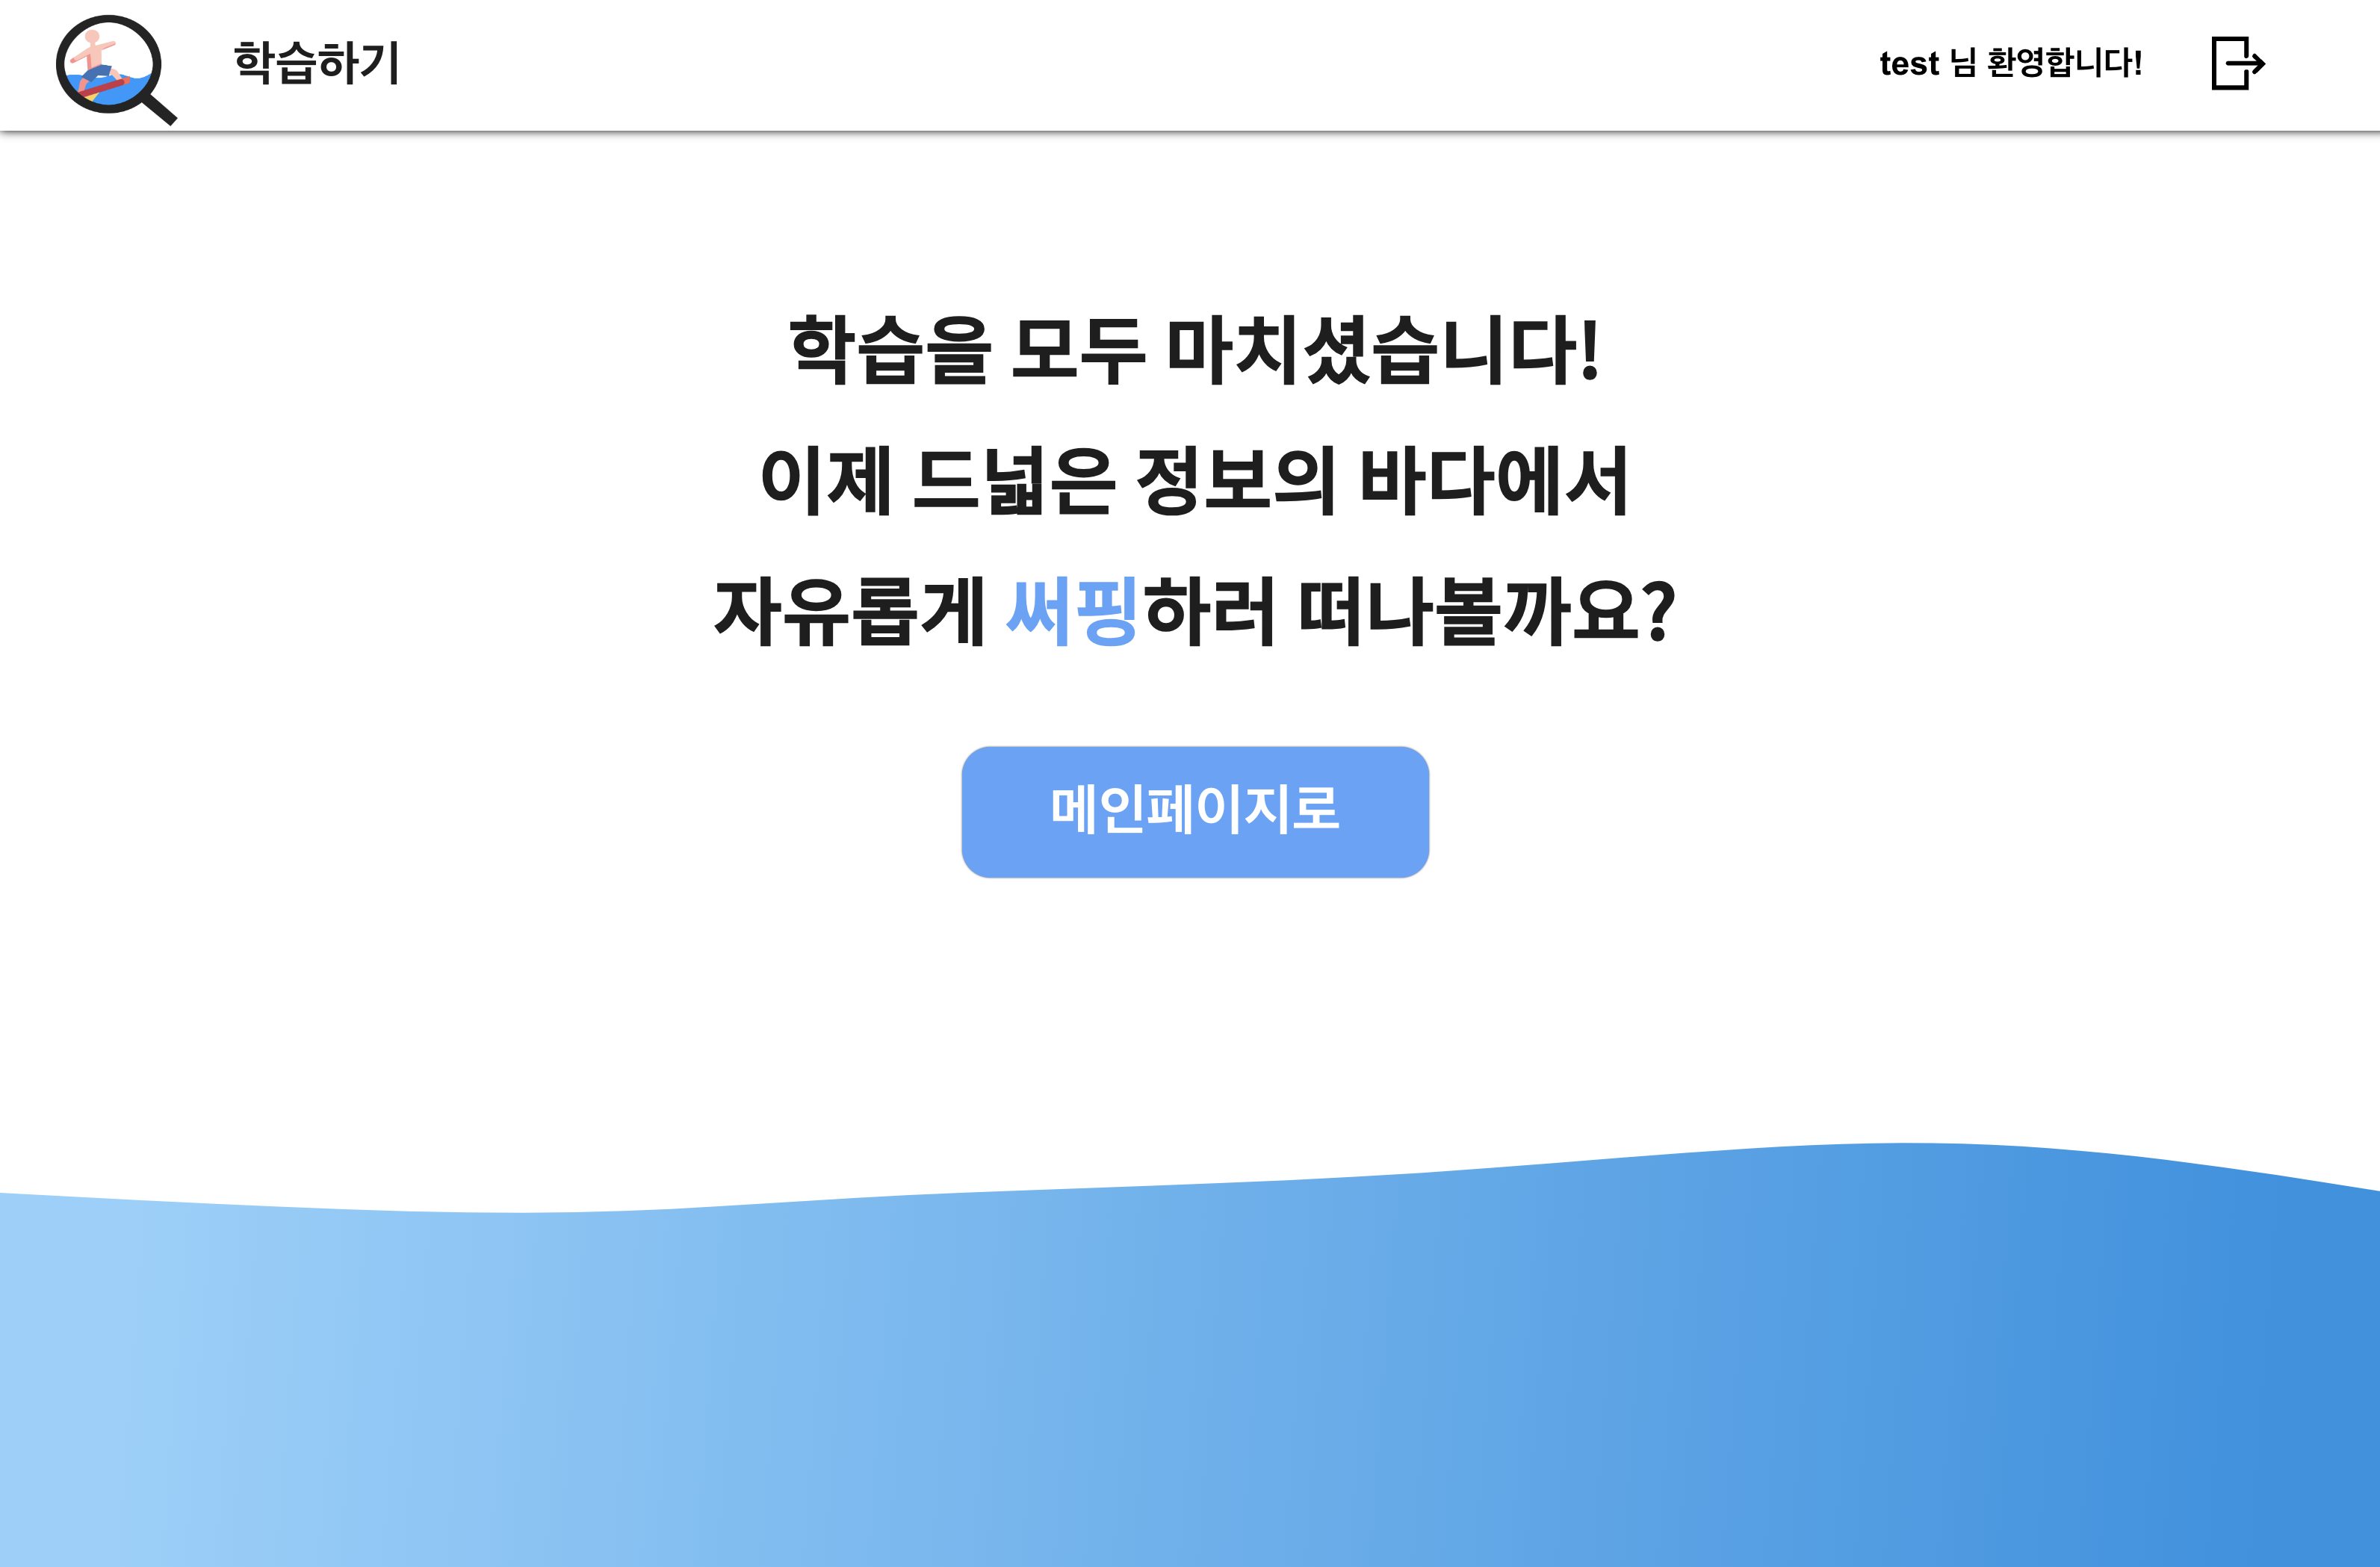 학습하기
test 님 환영합니다!
학습을 모두 마치셨습니다!
이제 드넓은 정보의 바다에서
자유롭게 써핑하러 떠나볼까요?
메인페이지로